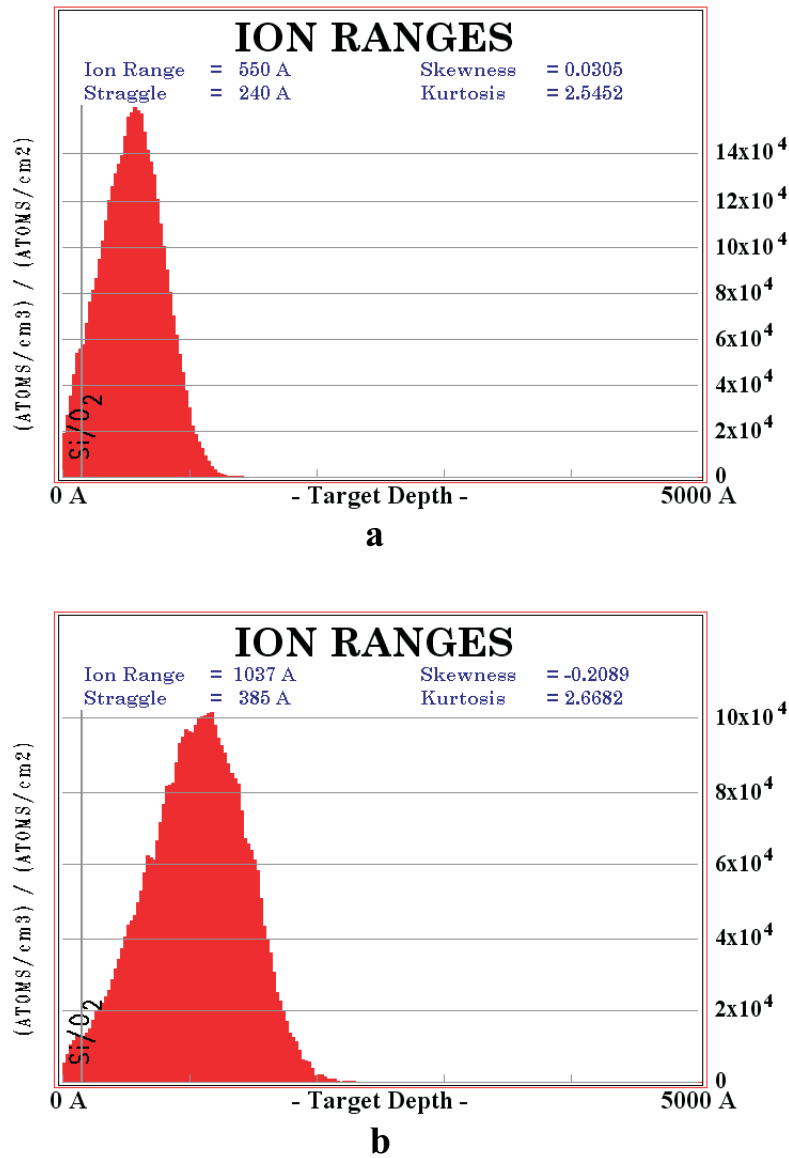 ION RANGES
Ion Range = 550 A Skewness = 0.0305
Straggle = 240 A Kurtosis = 2.5452
(ATOMS/cm3) / (ATOMS/cm2)
14x10^4
12x10^4
10x10^4
8x10^4
6x10^4
4x10^4
2x10^4
0
Si/O2
0 A - Target Depth - 5000 A
a
ION RANGES
Ion Range = 1037 A Skewness = -0.2089
Straggle = 385 A Kurtosis = 2.6682
(ATOMS/cm3) / (ATOMS/cm2)
10x10^4
8x10^4
6x10^4
4x10^4
2x10^4
0
Si/O2
0 A - Target Depth - 5000 A
b